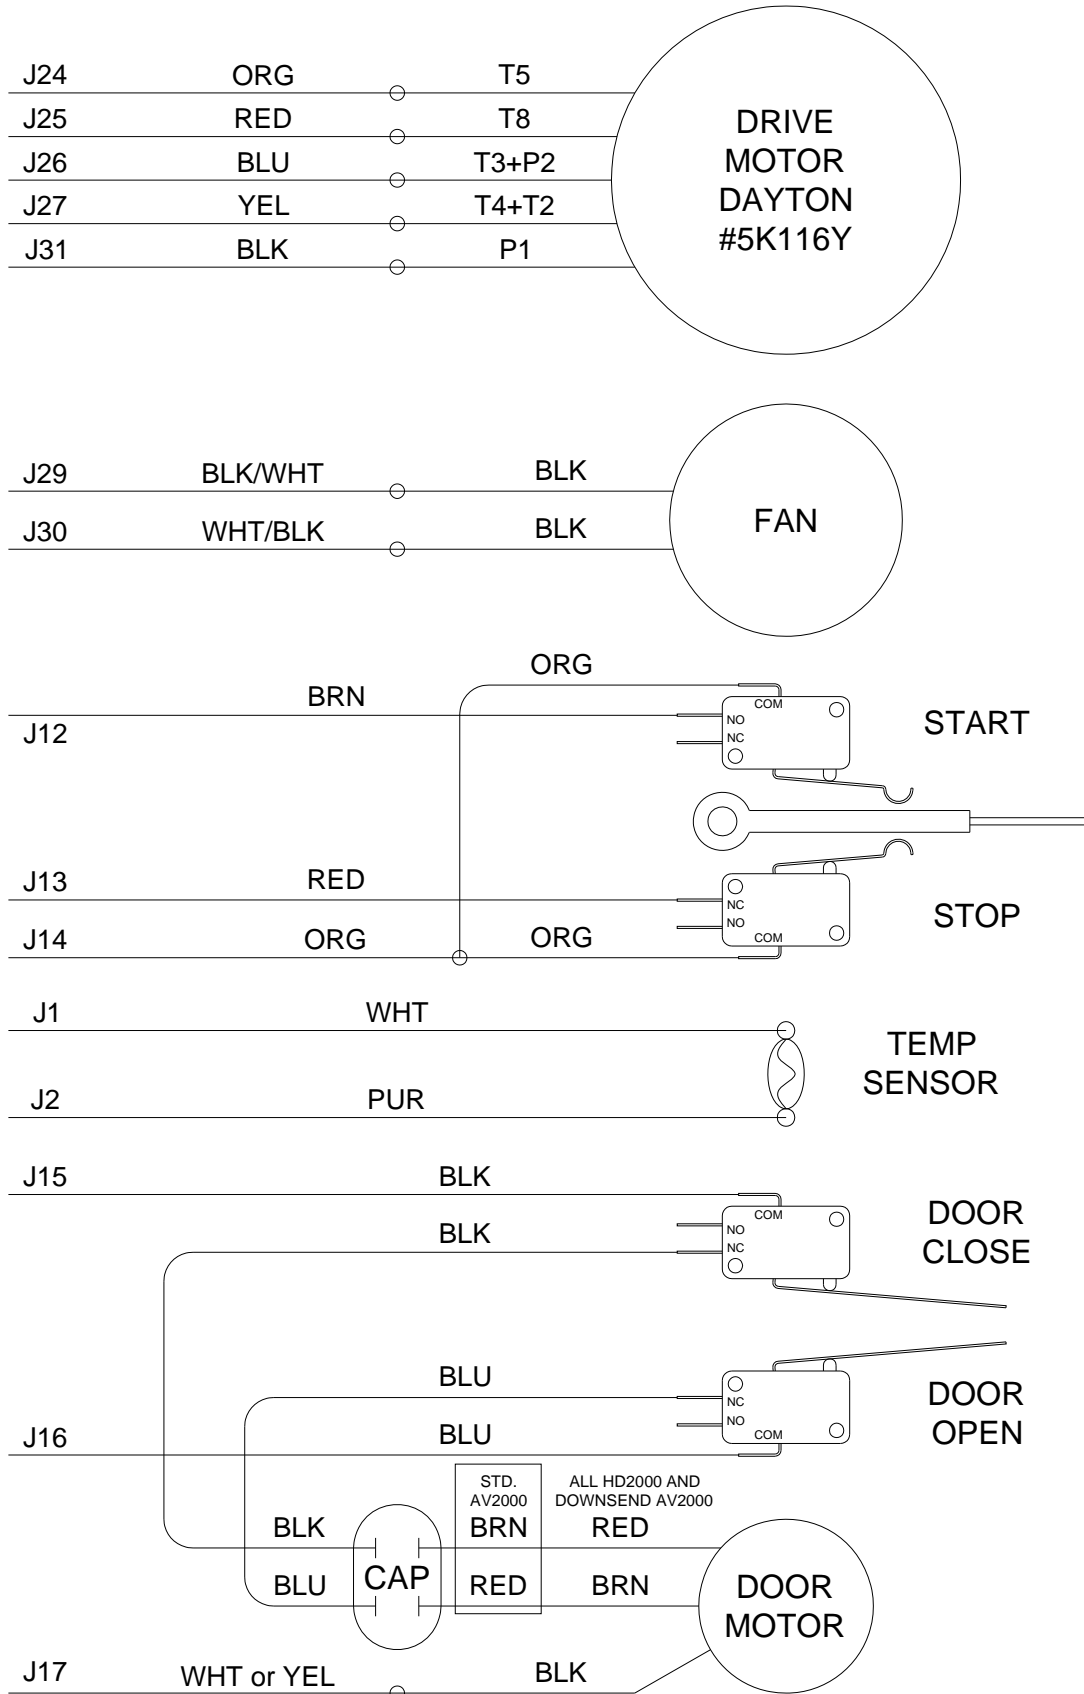 J24 ORG T5
J25 RED T8
J26 BLU T3+P2
J27 YEL T4+T2
J31 BLK P1
DRIVE
MOTOR
DAYTON
#5K116Y
J29 BLK/WHT BLK
J30 WHT/BLK BLK
FAN
ORG
BRN
J12
COM
NO
NC
START
J13 RED
J14 ORG ORG
NC
NO
COM
STOP
J1 WHT
J2 PUR
TEMP
SENSOR
J15 BLK
BLK
COM
NO
NC
DOOR
CLOSE
BLU
J16 BLU
NC
NO
COM
DOOR
OPEN
STD.
AV2000
ALL HD2000 AND
DOWNSEND AV2000
BLK BRN RED
CAP
BLU RED BRN
DOOR
MOTOR
J17 WHT or YEL BLK